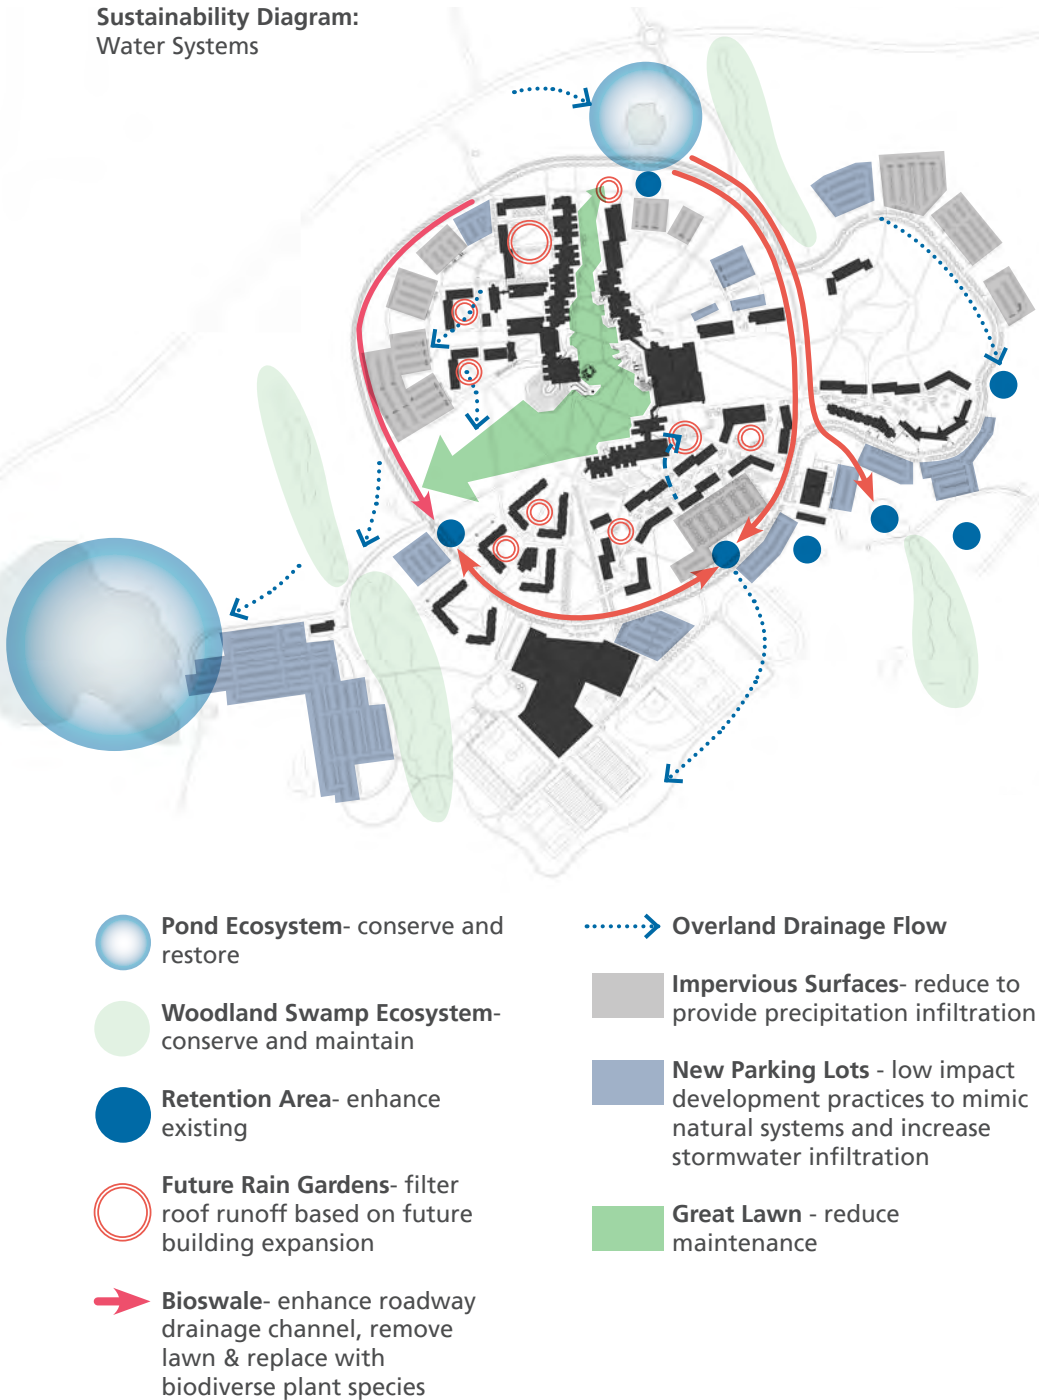 Sustainability Diagram:
Water Systems
Pond Ecosystem- conserve and
restore
Woodland Swamp Ecosystem-
conserve and maintain
Retention Area- enhance
existing
Future Rain Gardens- filter
roof runoff based on future
building expansion
Bioswale- enhance roadway
drainage channel, remove
lawn & replace with
biodiverse plant species
Overland Drainage Flow
Impervious Surfaces- reduce to
provide precipitation infiltration
New Parking Lots - low impact
development practices to mimic
natural systems and increase
stormwater infiltration
Great Lawn - reduce
maintenance